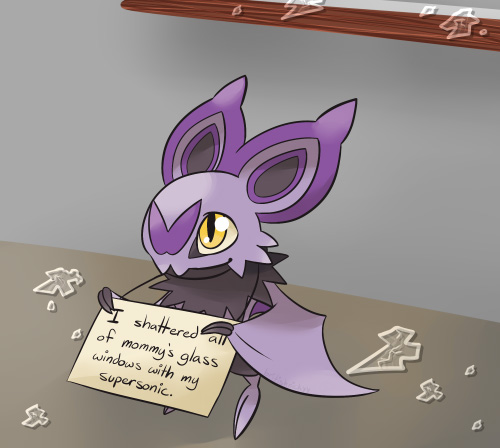 I shattered all
of mommy's glass
windows with my
supersonic.